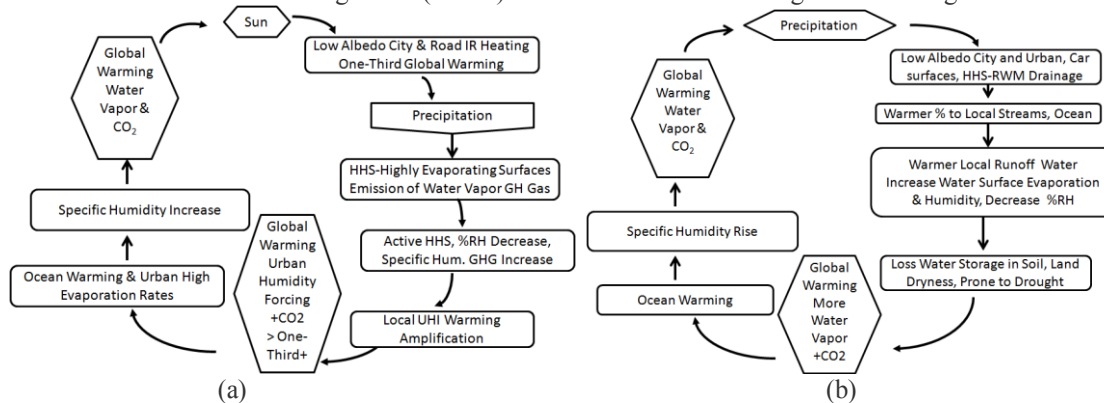 Sun
Low Albedo City & Road IR Heating
One-Third Global Warming
Precipitation
HHS-Highly Evaporating Surfaces
Emission of Water Vapor GH Gas
Active HHS, %RH Decrease,
Specific Hum. GHG Increase
Local UHI Warming
Amplification
Global
Warming
Urban
Humidity
Forcing
+CO2
> One-
Third+
Ocean Warming & Urban High
Evaporation Rates
Specific Humidity Increase
Global
Warming
Water
Vapor &
CO2
(a)
Precipitation
Low Albedo City and Urban, Car
surfaces, HHS-RWM Drainage
Warmer % to Local Streams, Ocean
Warmer Local Runoff Water
Increase Water Surface Evaporation
& Humidity, Decrease %RH
Loss Water Storage in Soil, Land
Dryness, Prone to Drought
Global
Warming
More
Water
Vapor
+CO2
Ocean Warming
Specific Humidity Rise
Global
Warming
Water
Vapor &
CO2
(b)